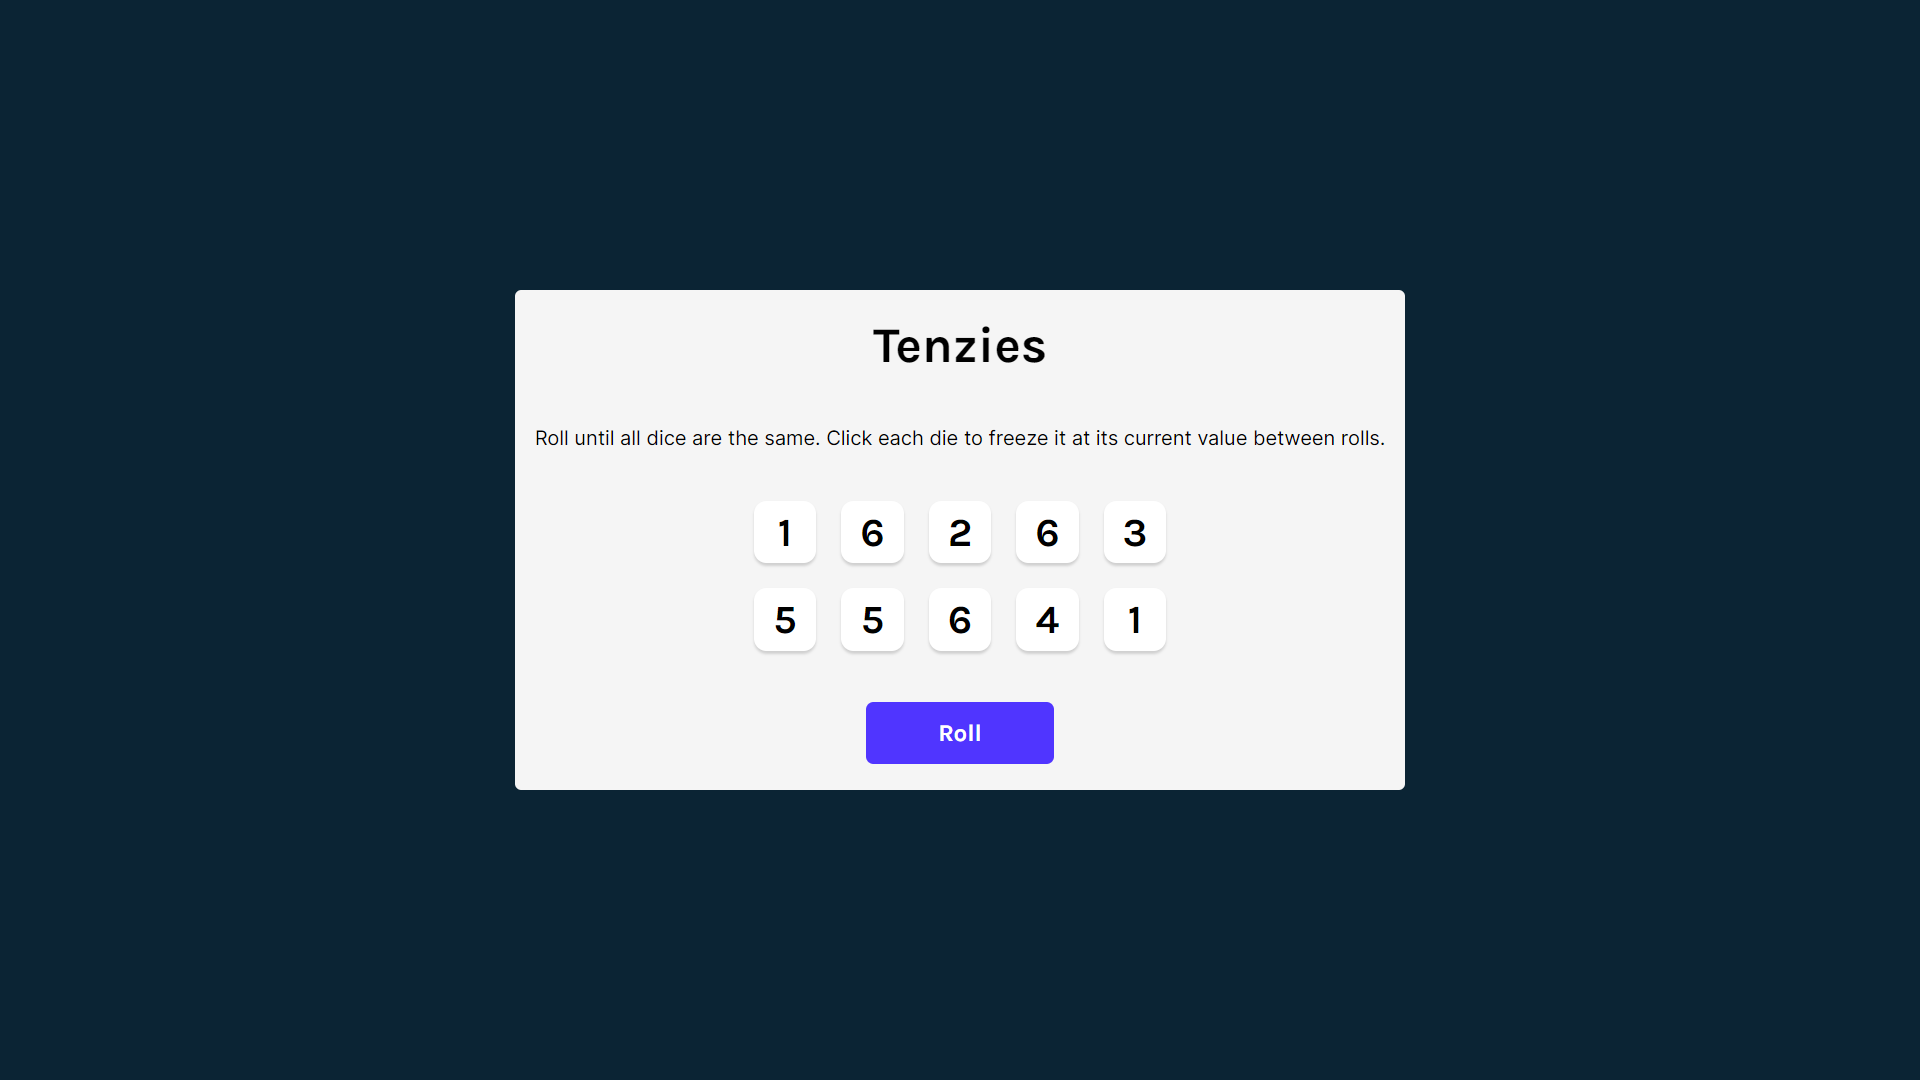 Tenzies
Roll until all dice are the same. Click each die to freeze it at its current value between rolls.
1 6 2 6 3
5 5 6 4 1
Roll